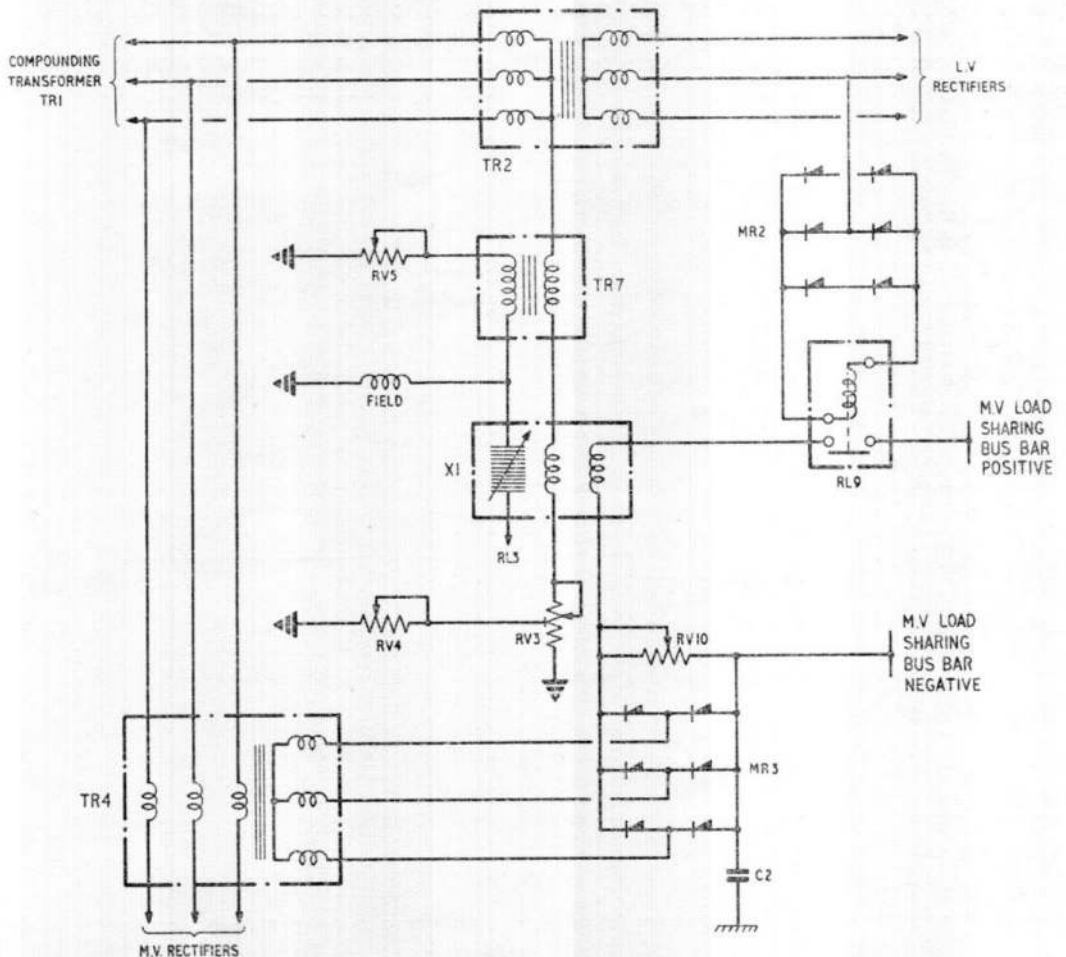 COMPOUNDING
TRANSFORMER
TR1
L.V
RECTIFIERS
TR2
MR2
RV5
TR7
FIELD
X1
RL9
M.V LOAD
SHARING
BUS BAR
POSITIVE
RL3
RV4
RV3
RV10
M.V LOAD
SHARING
BUS BAR
NEGATIVE
TR4
MR3
C2
M.V. RECTIFIERS